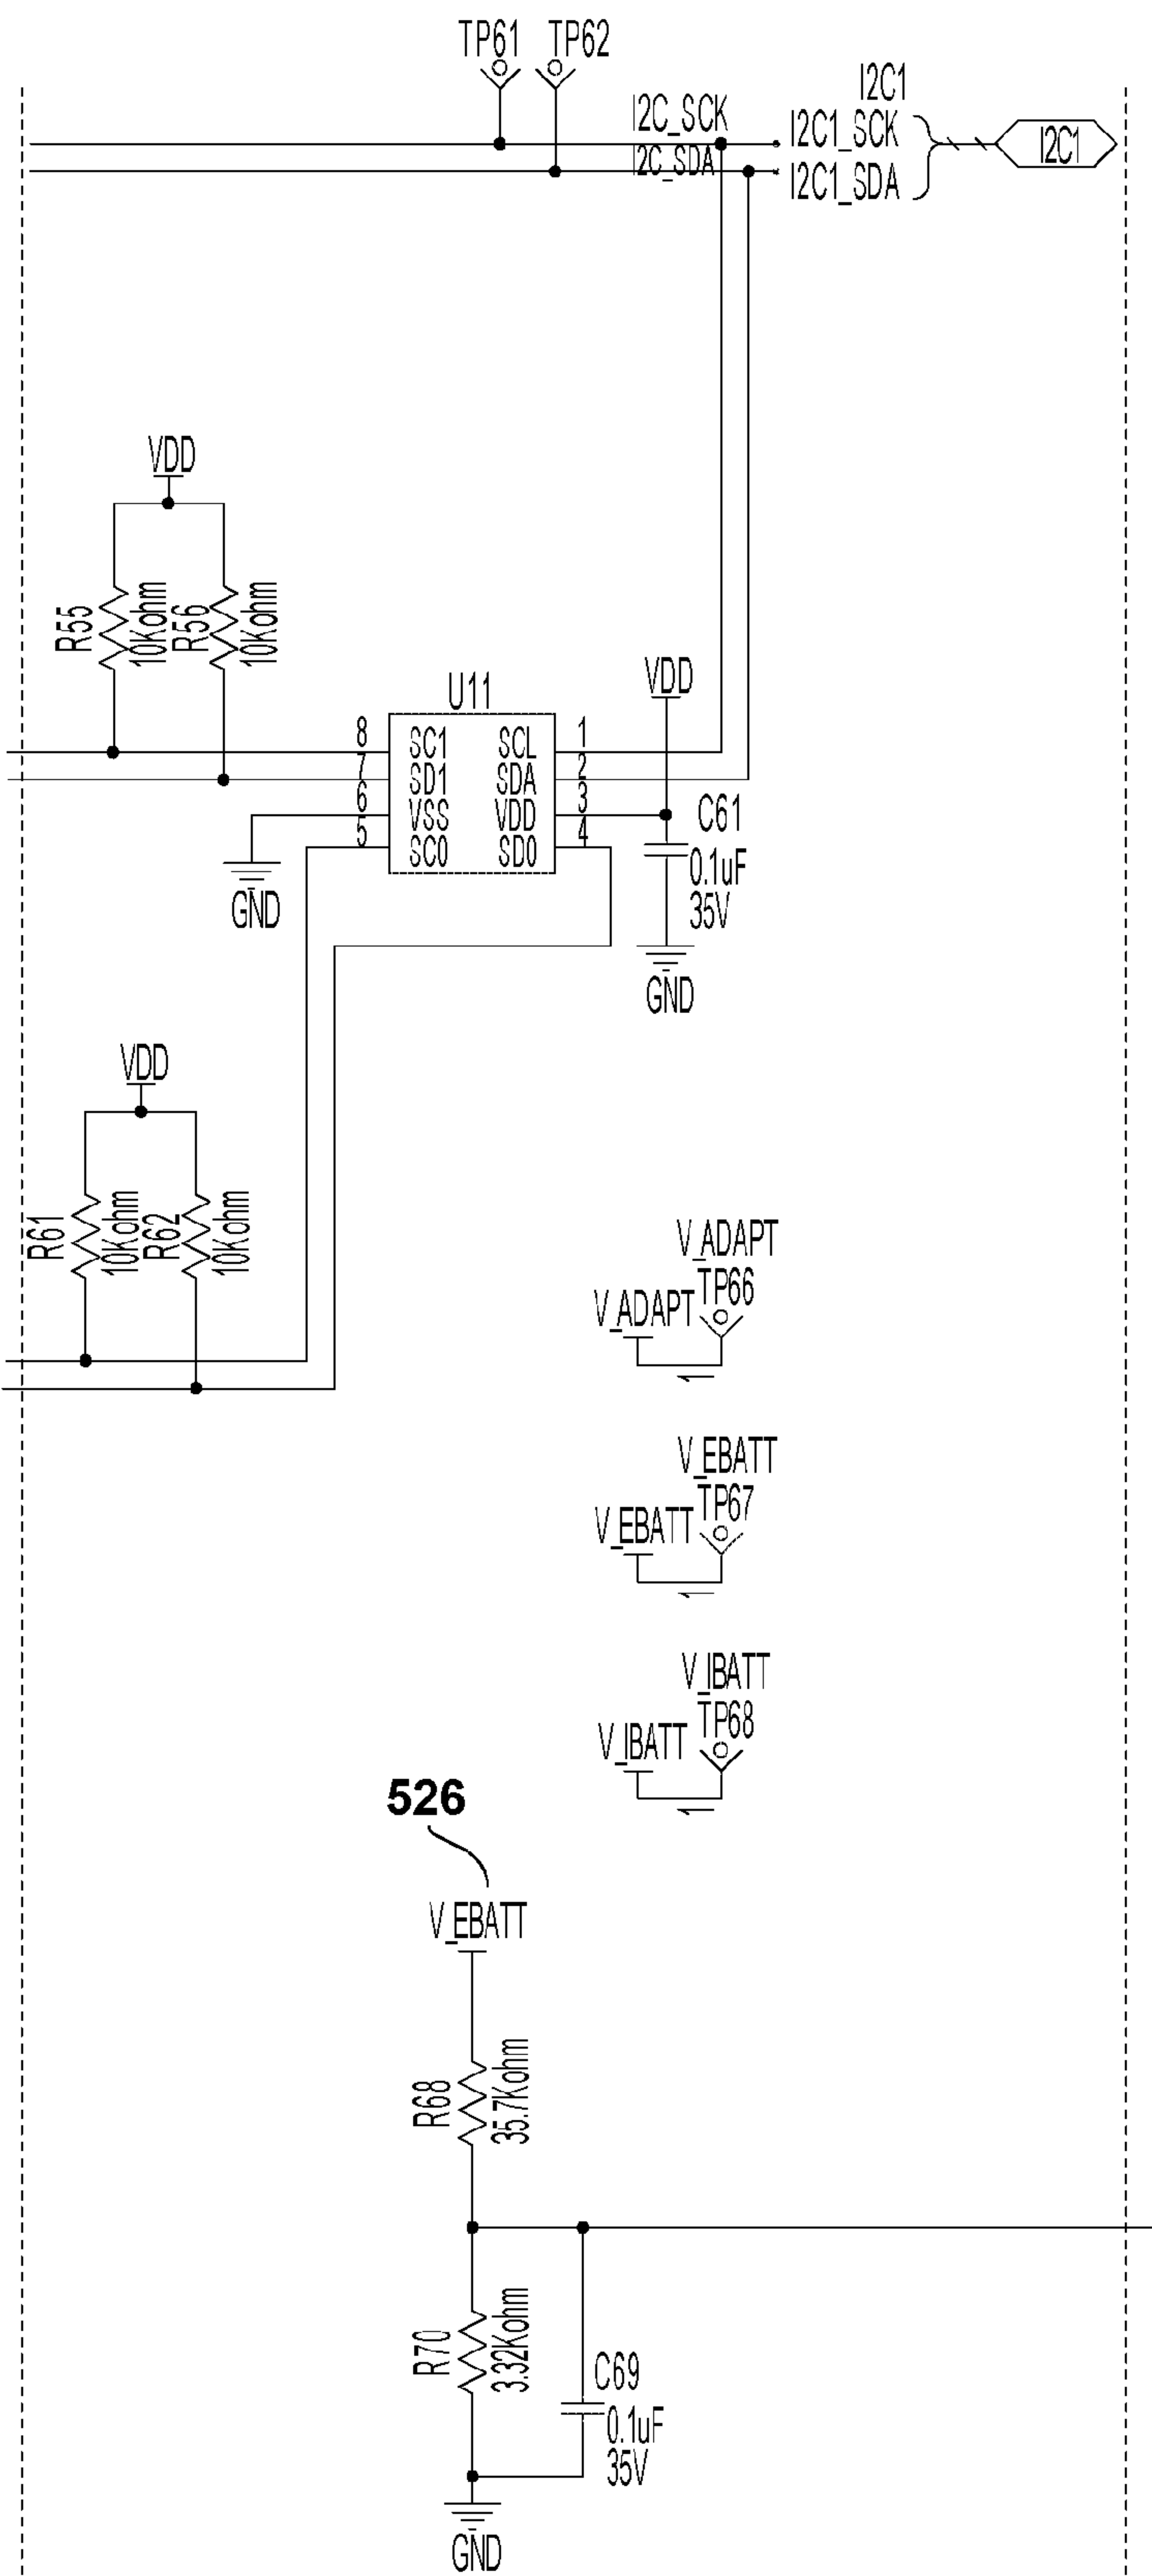 TP61 TP62
I2C1
I2C_SCK I2C1_SCK
I2C1
I2C_SDA I2C1_SDA
VDD
R55 10Kohm R56 10Kohm
U11
VDD
8 SC1 SCL 1
7 SD1 SDA 2
6 VSS VDD 3
5 SC0 SD0 4
C61
0.1uF
35V
GND
GND
VDD
R61 10Kohm R62 10Kohm
V_ADAPT
TP66
V_ADAPT
V_EBATT
TP67
V_EBATT
V_IBATT
TP68
V_IBATT
526
V_EBATT
R68 35.7Kohm
R70 3.32Kohm
C69
0.1uF
35V
GND